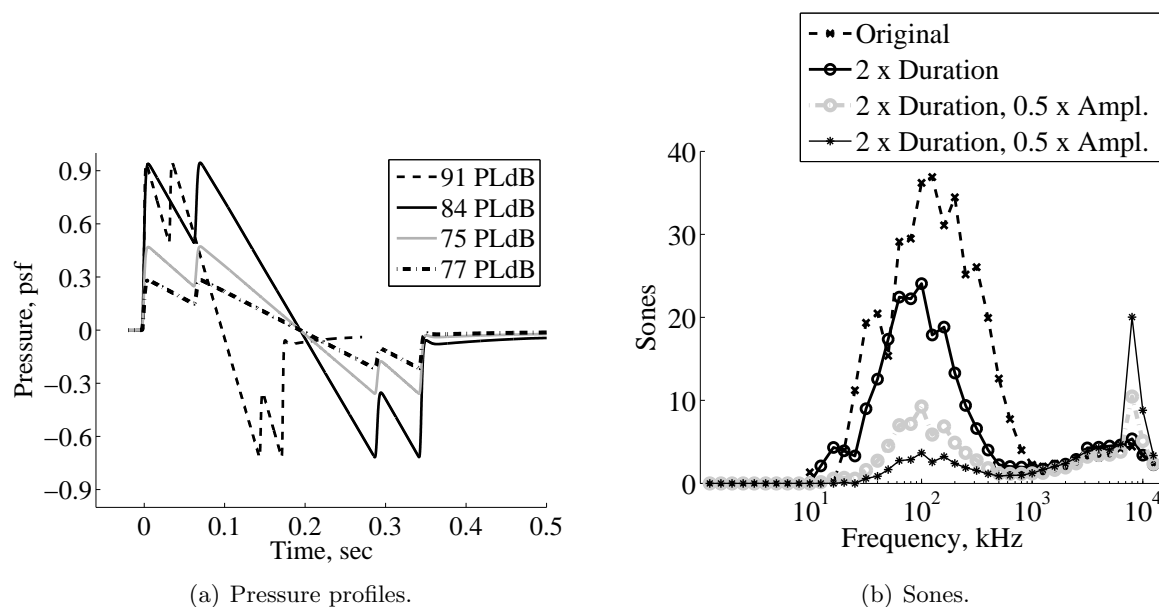 0.9
0.6
0.3
0
−0.3
−0.6
−0.9
Pressure, psf
0
0.1
0.2
0.3
0.4
0.5
Time, sec
91 PLdB
84 PLdB
75 PLdB
77 PLdB
(a) Pressure profiles.
Original
2 x Duration
2 x Duration, 0.5 x Ampl.
2 x Duration, 0.5 x Ampl.
40
30
20
10
0
Sones
10¹
10²
10³
10⁴
Frequency, kHz
(b) Sones.